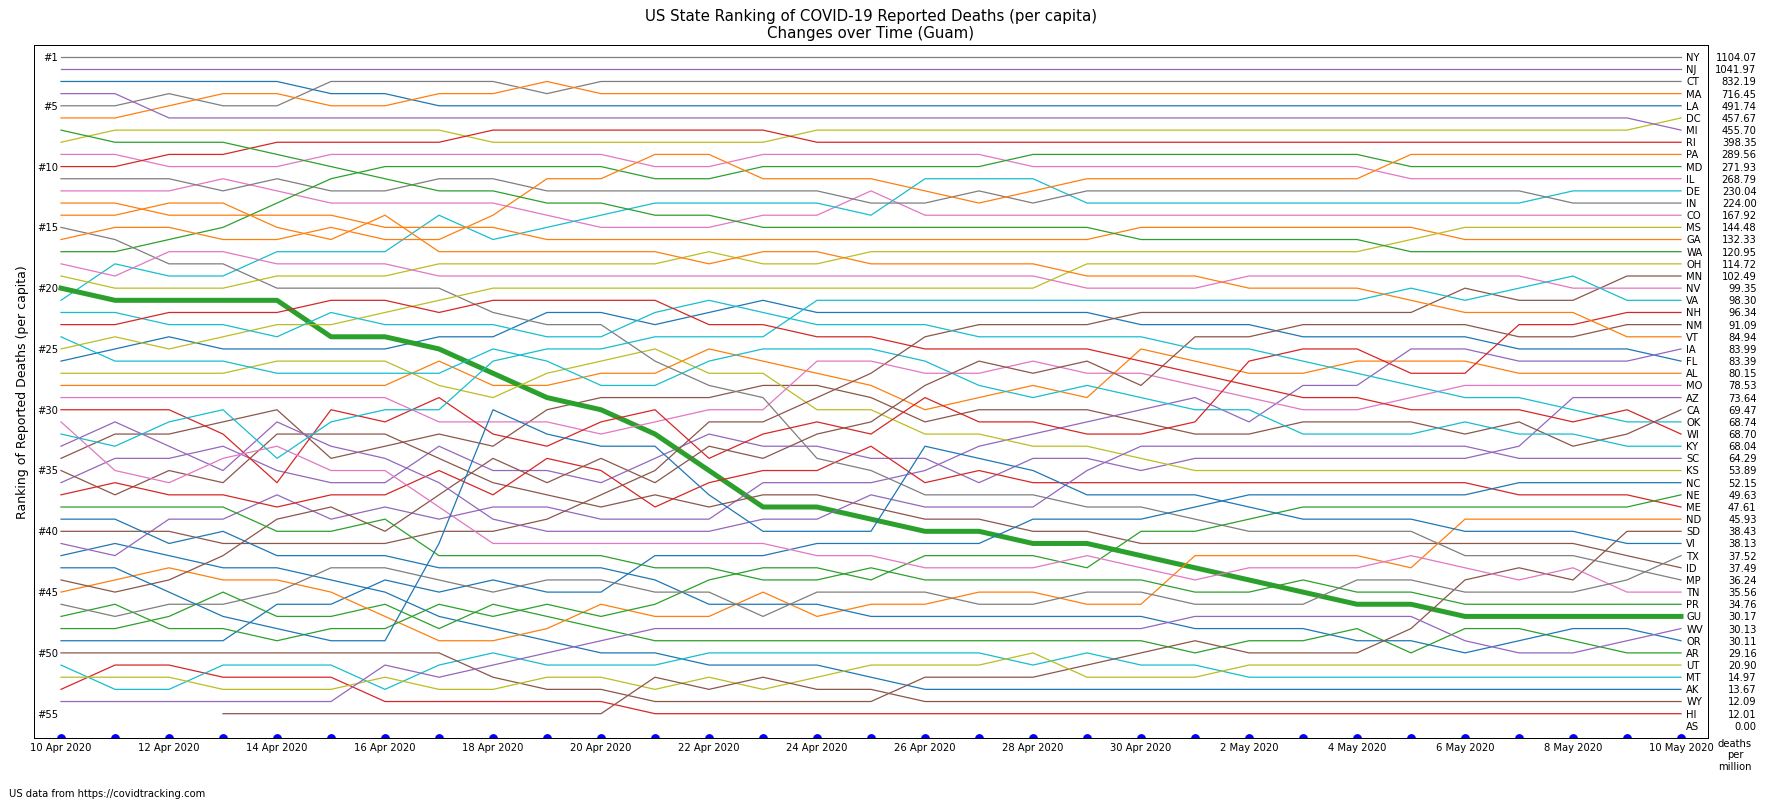 US State Ranking of COVID-19 Reported Deaths (per capita)
Changes over Time (Guam)
Ranking of Reported Deaths (per capita)
#1
#5
#10
#15
#20
#25
#30
#35
#40
#45
#50
#55
NY 1104.07
NJ 1041.97
CT 832.19
MA 716.45
LA 491.74
DC 457.67
MI 455.70
RI 398.35
PA 289.56
MD 271.93
IL 268.79
DE 230.04
IN 224.00
CO 167.92
MS 144.48
GA 132.33
WA 120.95
OH 114.72
MN 102.49
NV 99.35
VA 98.30
NH 96.34
NM 91.09
VT 84.94
IA 83.99
FL 83.39
AL 80.15
MO 78.53
AZ 73.64
CA 69.47
OK 68.74
WI 68.70
KY 68.04
SC 64.29
KS 53.89
NC 52.15
NE 49.63
ME 47.61
ND 45.93
SD 38.43
VI 38.13
TX 37.52
ID 37.49
MP 36.24
TN 35.56
PR 34.76
GU 30.17
WV 30.13
OR 30.11
AR 29.16
UT 20.90
MT 14.97
AK 13.67
WY 12.09
HI 12.01
AS 0.00
10 Apr 2020 12 Apr 2020 14 Apr 2020 16 Apr 2020 18 Apr 2020 20 Apr 2020 22 Apr 2020 24 Apr 2020 26 Apr 2020 28 Apr 2020 30 Apr 2020 2 May 2020 4 May 2020 6 May 2020 8 May 2020 10 May 2020
deaths
per
million
US data from https://covidtracking.com